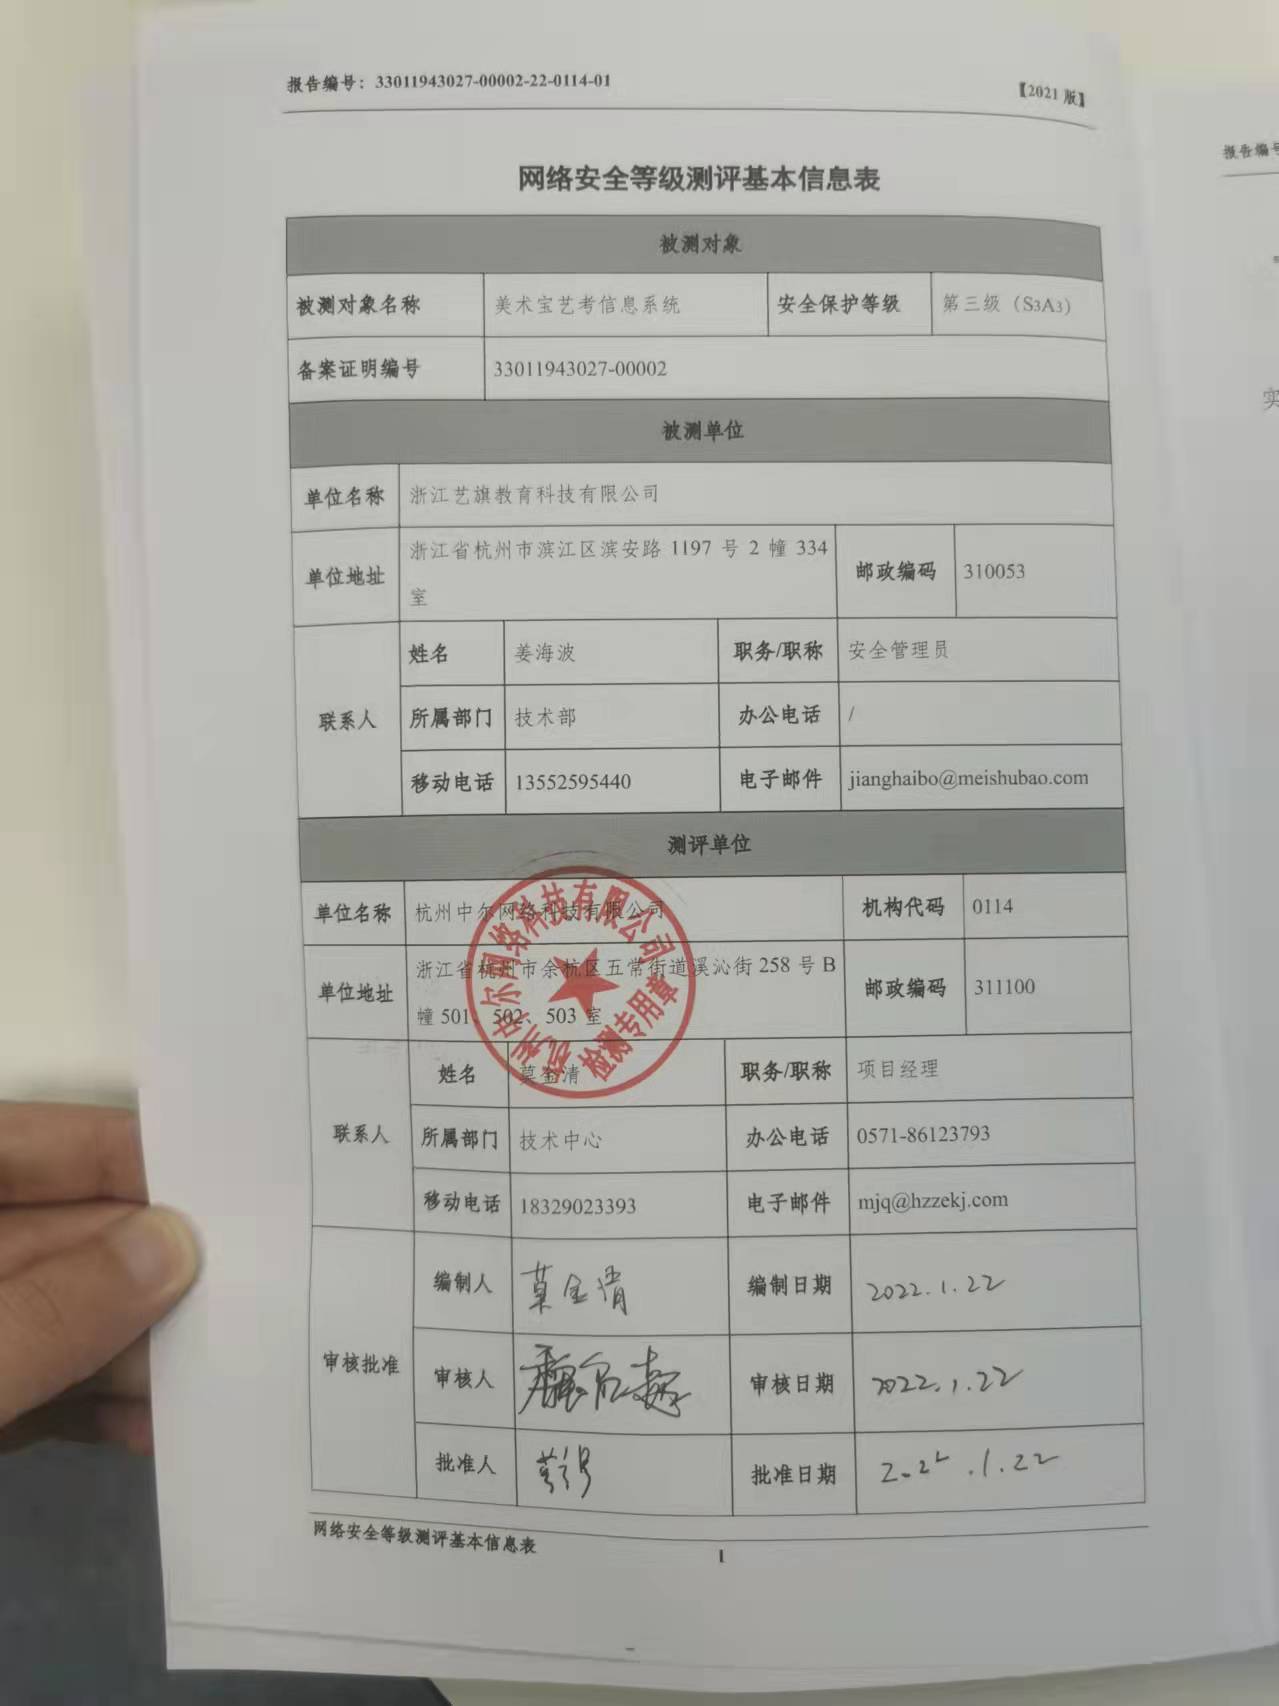 报告编号：33011943027-00002-22-0114-01
【2021 版】
报告编号
网络安全等级测评基本信息表
被测对象
被测对象名称 美术宝艺考信息系统 安全保护等级 第三级（S3A3）
备案证明编号 33011943027-00002
被测单位
单位名称 浙江艺旗教育科技有限公司
单位地址 浙江省杭州市滨江区滨安路 1197 号 2 幢 334
室
邮政编码 310053
联系人
姓名 姜海波 职务/职称 安全管理员
所属部门 技术部 办公电话 /
移动电话 13552595440 电子邮件 jianghaibo@meishubao.com
测评单位
单位名称 杭州中尔网络科技有限公司 机构代码 0114
单位地址 浙江省杭州市余杭区五常街道溪沁街 258 号 B
幢 501、502、503 室
邮政编码 311100
杭州中尔网络科技有限公司
检测专用章
联系人
姓名 莫金清 职务/职称 项目经理
所属部门 技术中心 办公电话 0571-86123793
移动电话 18329023393 电子邮件 mjq@hzzekj.com
审核批准
编制人 莫金清 编制日期 2022.1.22
审核人 审核日期 2022.1.22
批准人 批准日期 2022.1.22
网络安全等级测评基本信息表
1
实